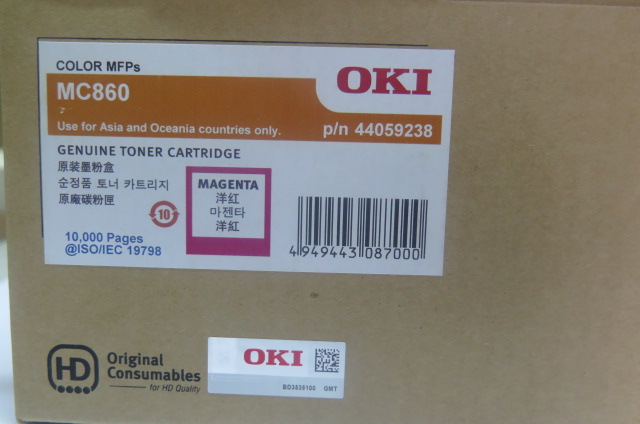 COLOR MFPs
OKI
MC860
Use for Asia and Oceania countries only.
p/n 44059238
GENUINE TONER CARTRIDGE
原装墨粉盒
순정품 토너 카트리지
原廠碳粉匣
10
MAGENTA
洋红
마젠타
洋紅
10,000 Pages
@ISO/IEC 19798
4 949443 087000
HD
Original
Consumables
for HD Quality
OKI
BD3535100 GMT